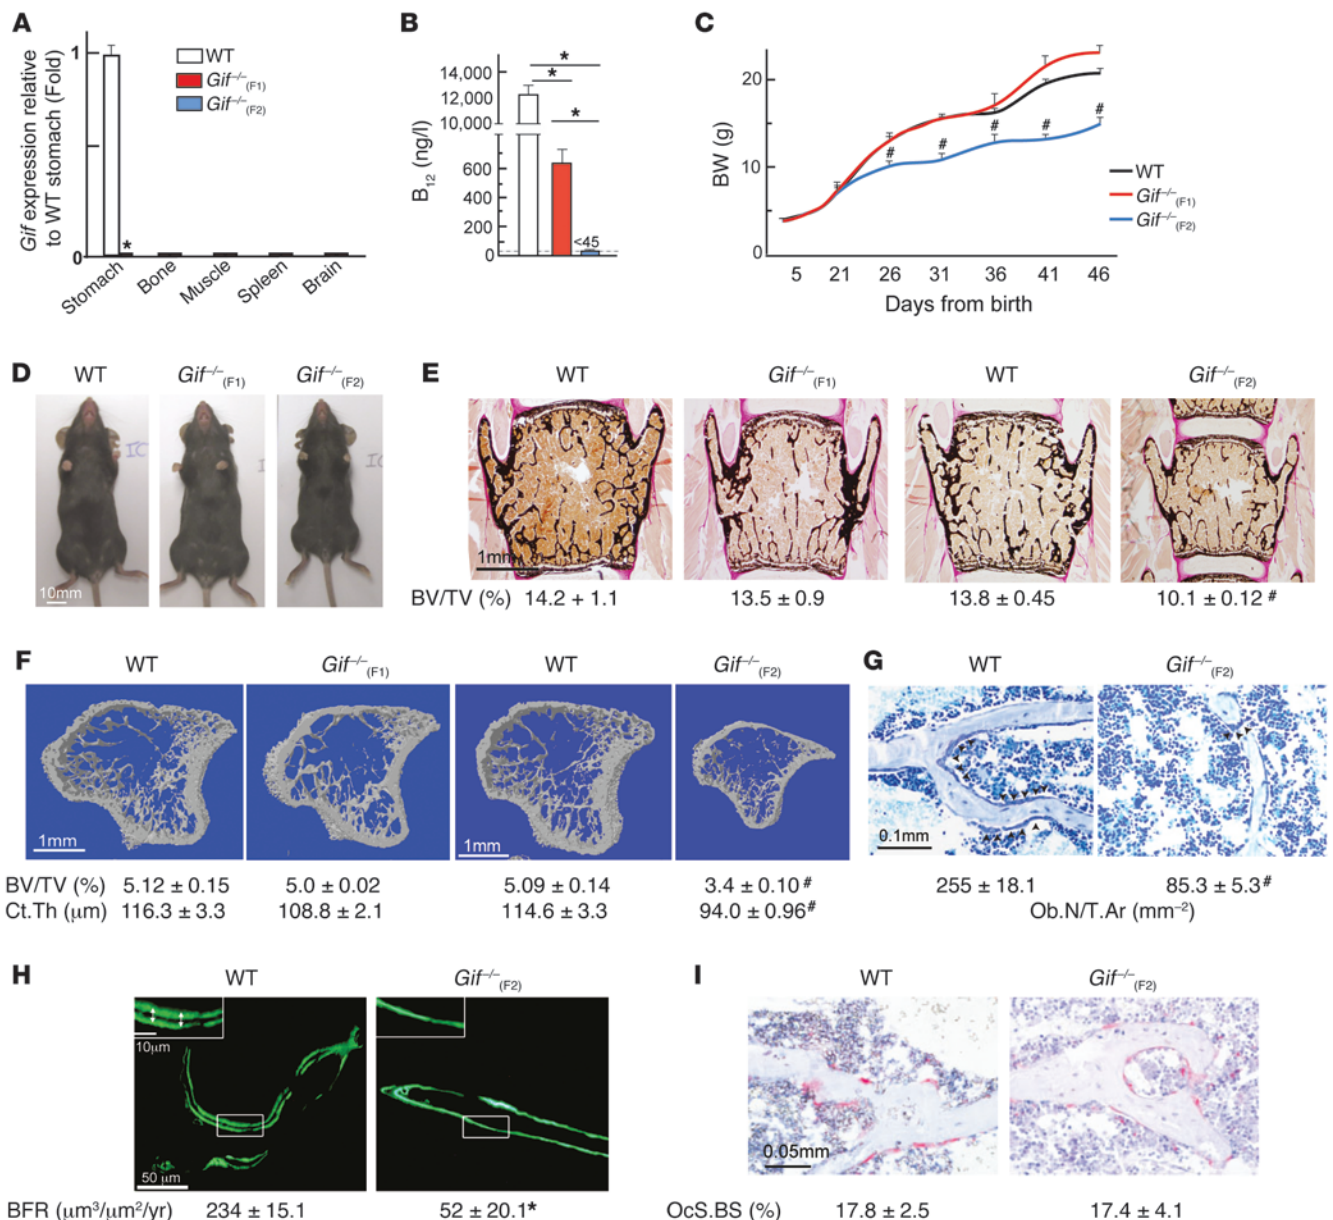 A
Gif expression relative
to WT stomach (Fold)
1
0
*
Stomach
Bone
Muscle
Spleen
Brain
WT
Gif–/–(F1)
Gif–/–(F2)
B
B12 (ng/l)
14,000
12,000
10,000
600
400
200
0
*
*
*
<45
C
BW (g)
20
10
0
# # # # #
5 21 26 31 36 41 46
Days from birth
WT
Gif–/–(F1)
Gif–/–(F2)
D
WT Gif–/–(F1) Gif–/–(F2)
IC
10mm
E
WT Gif–/–(F1) WT Gif–/–(F2)
1mm
BV/TV (%) 14.2 + 1.1 13.5 ± 0.9 13.8 ± 0.45 10.1 ± 0.12 #
F
WT Gif–/–(F1) WT Gif–/–(F2)
1mm 1mm
BV/TV (%) 5.12 ± 0.15 5.0 ± 0.02 5.09 ± 0.14 3.4 ± 0.10 #
Ct.Th (μm) 116.3 ± 3.3 108.8 ± 2.1 114.6 ± 3.3 94.0 ± 0.96#
G
WT Gif–/–(F2)
0.1mm
255 ± 18.1 85.3 ± 5.3#
Ob.N/T.Ar (mm–2)
H
WT Gif–/–(F2)
10μm
50 μm
BFR (μm3/μm2/yr) 234 ± 15.1 52 ± 20.1*
I
WT Gif–/–(F2)
0.05mm
OcS.BS (%) 17.8 ± 2.5 17.4 ± 4.1